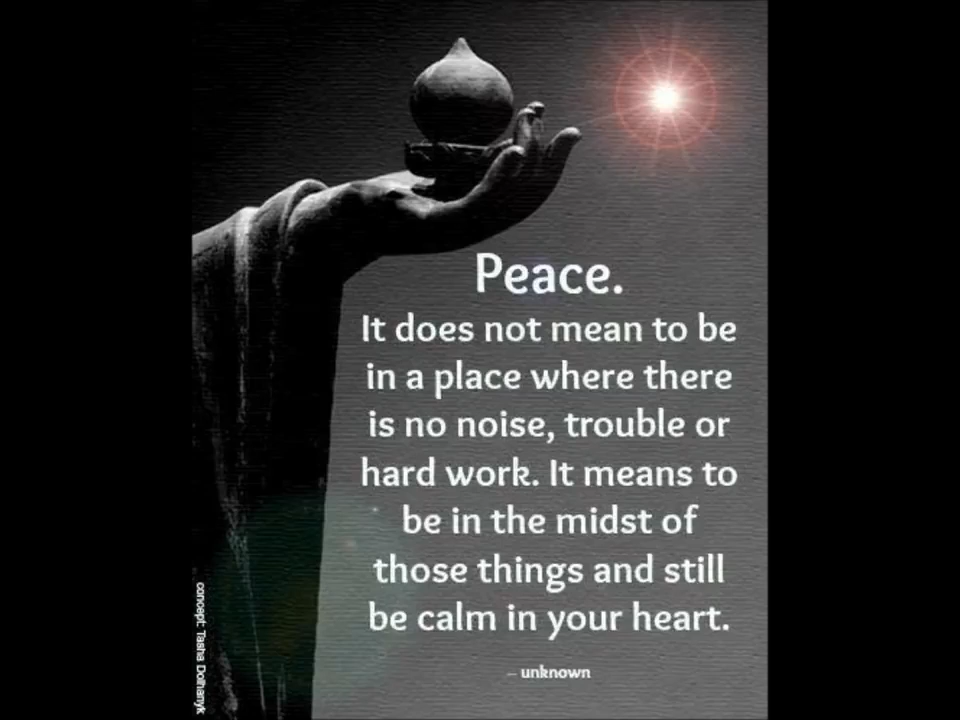 Peace.
It does not mean to be
in a place where there
is no noise, trouble or
hard work. It means to
be in the midst of
those things and still
be calm in your heart.
– unknown
concept: Tasha Dolhanyk